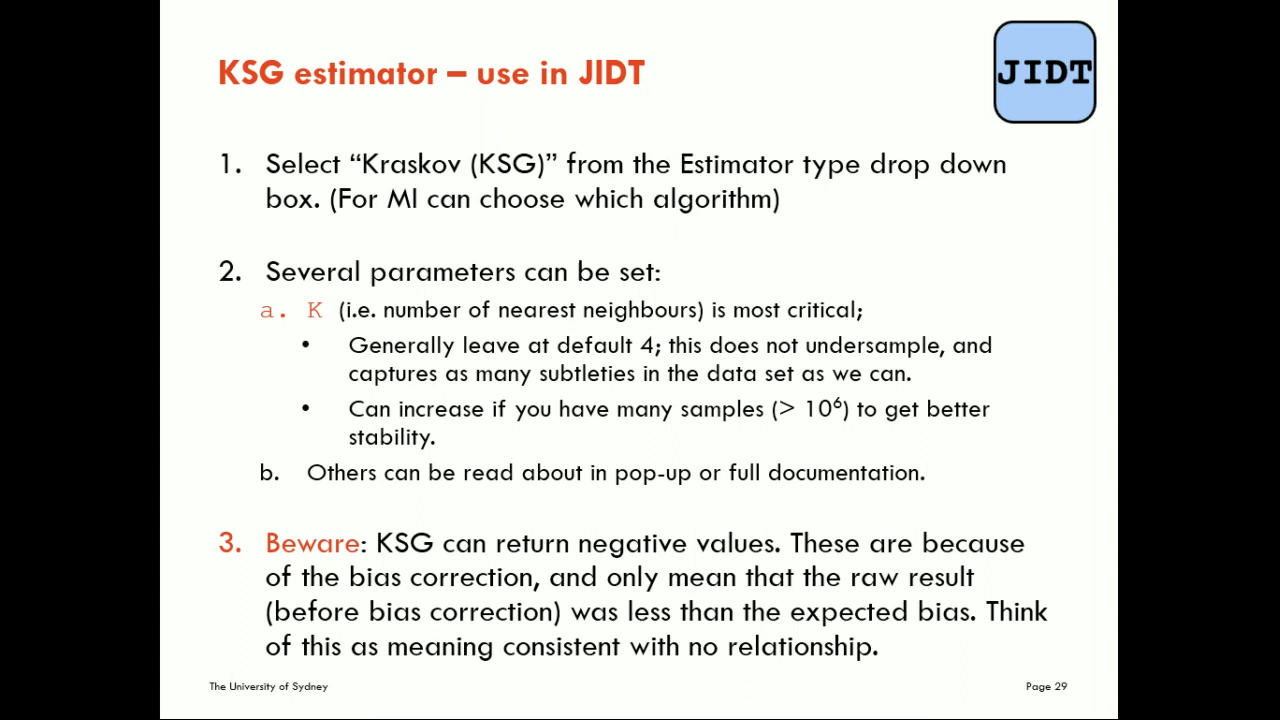 KSG estimator – use in JIDT
JIDT
1. Select “Kraskov (KSG)” from the Estimator type drop down
box. (For MI can choose which algorithm)
2. Several parameters can be set:
a. K (i.e. number of nearest neighbours) is most critical;
• Generally leave at default 4; this does not undersample, and
captures as many subtleties in the data set as we can.
• Can increase if you have many samples (> 10⁶) to get better
stability.
b. Others can be read about in pop-up or full documentation.
3. Beware: KSG can return negative values. These are because
of the bias correction, and only mean that the raw result
(before bias correction) was less than the expected bias. Think
of this as meaning consistent with no relationship.
The University of Sydney
Page 29